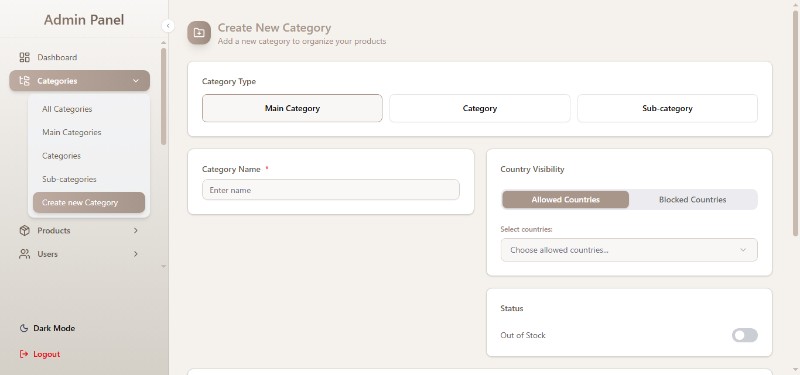 Admin Panel
Dashboard
Categories
All Categories
Main Categories
Categories
Sub-categories
Create new Category
Products
Users
Dark Mode
Logout
Create New Category
Add a new category to organize your products
Category Type
Main Category
Category
Sub-category
Category Name *
Enter name
Country Visibility
Allowed Countries
Blocked Countries
Select countries:
Choose allowed countries...
Status
Out of Stock